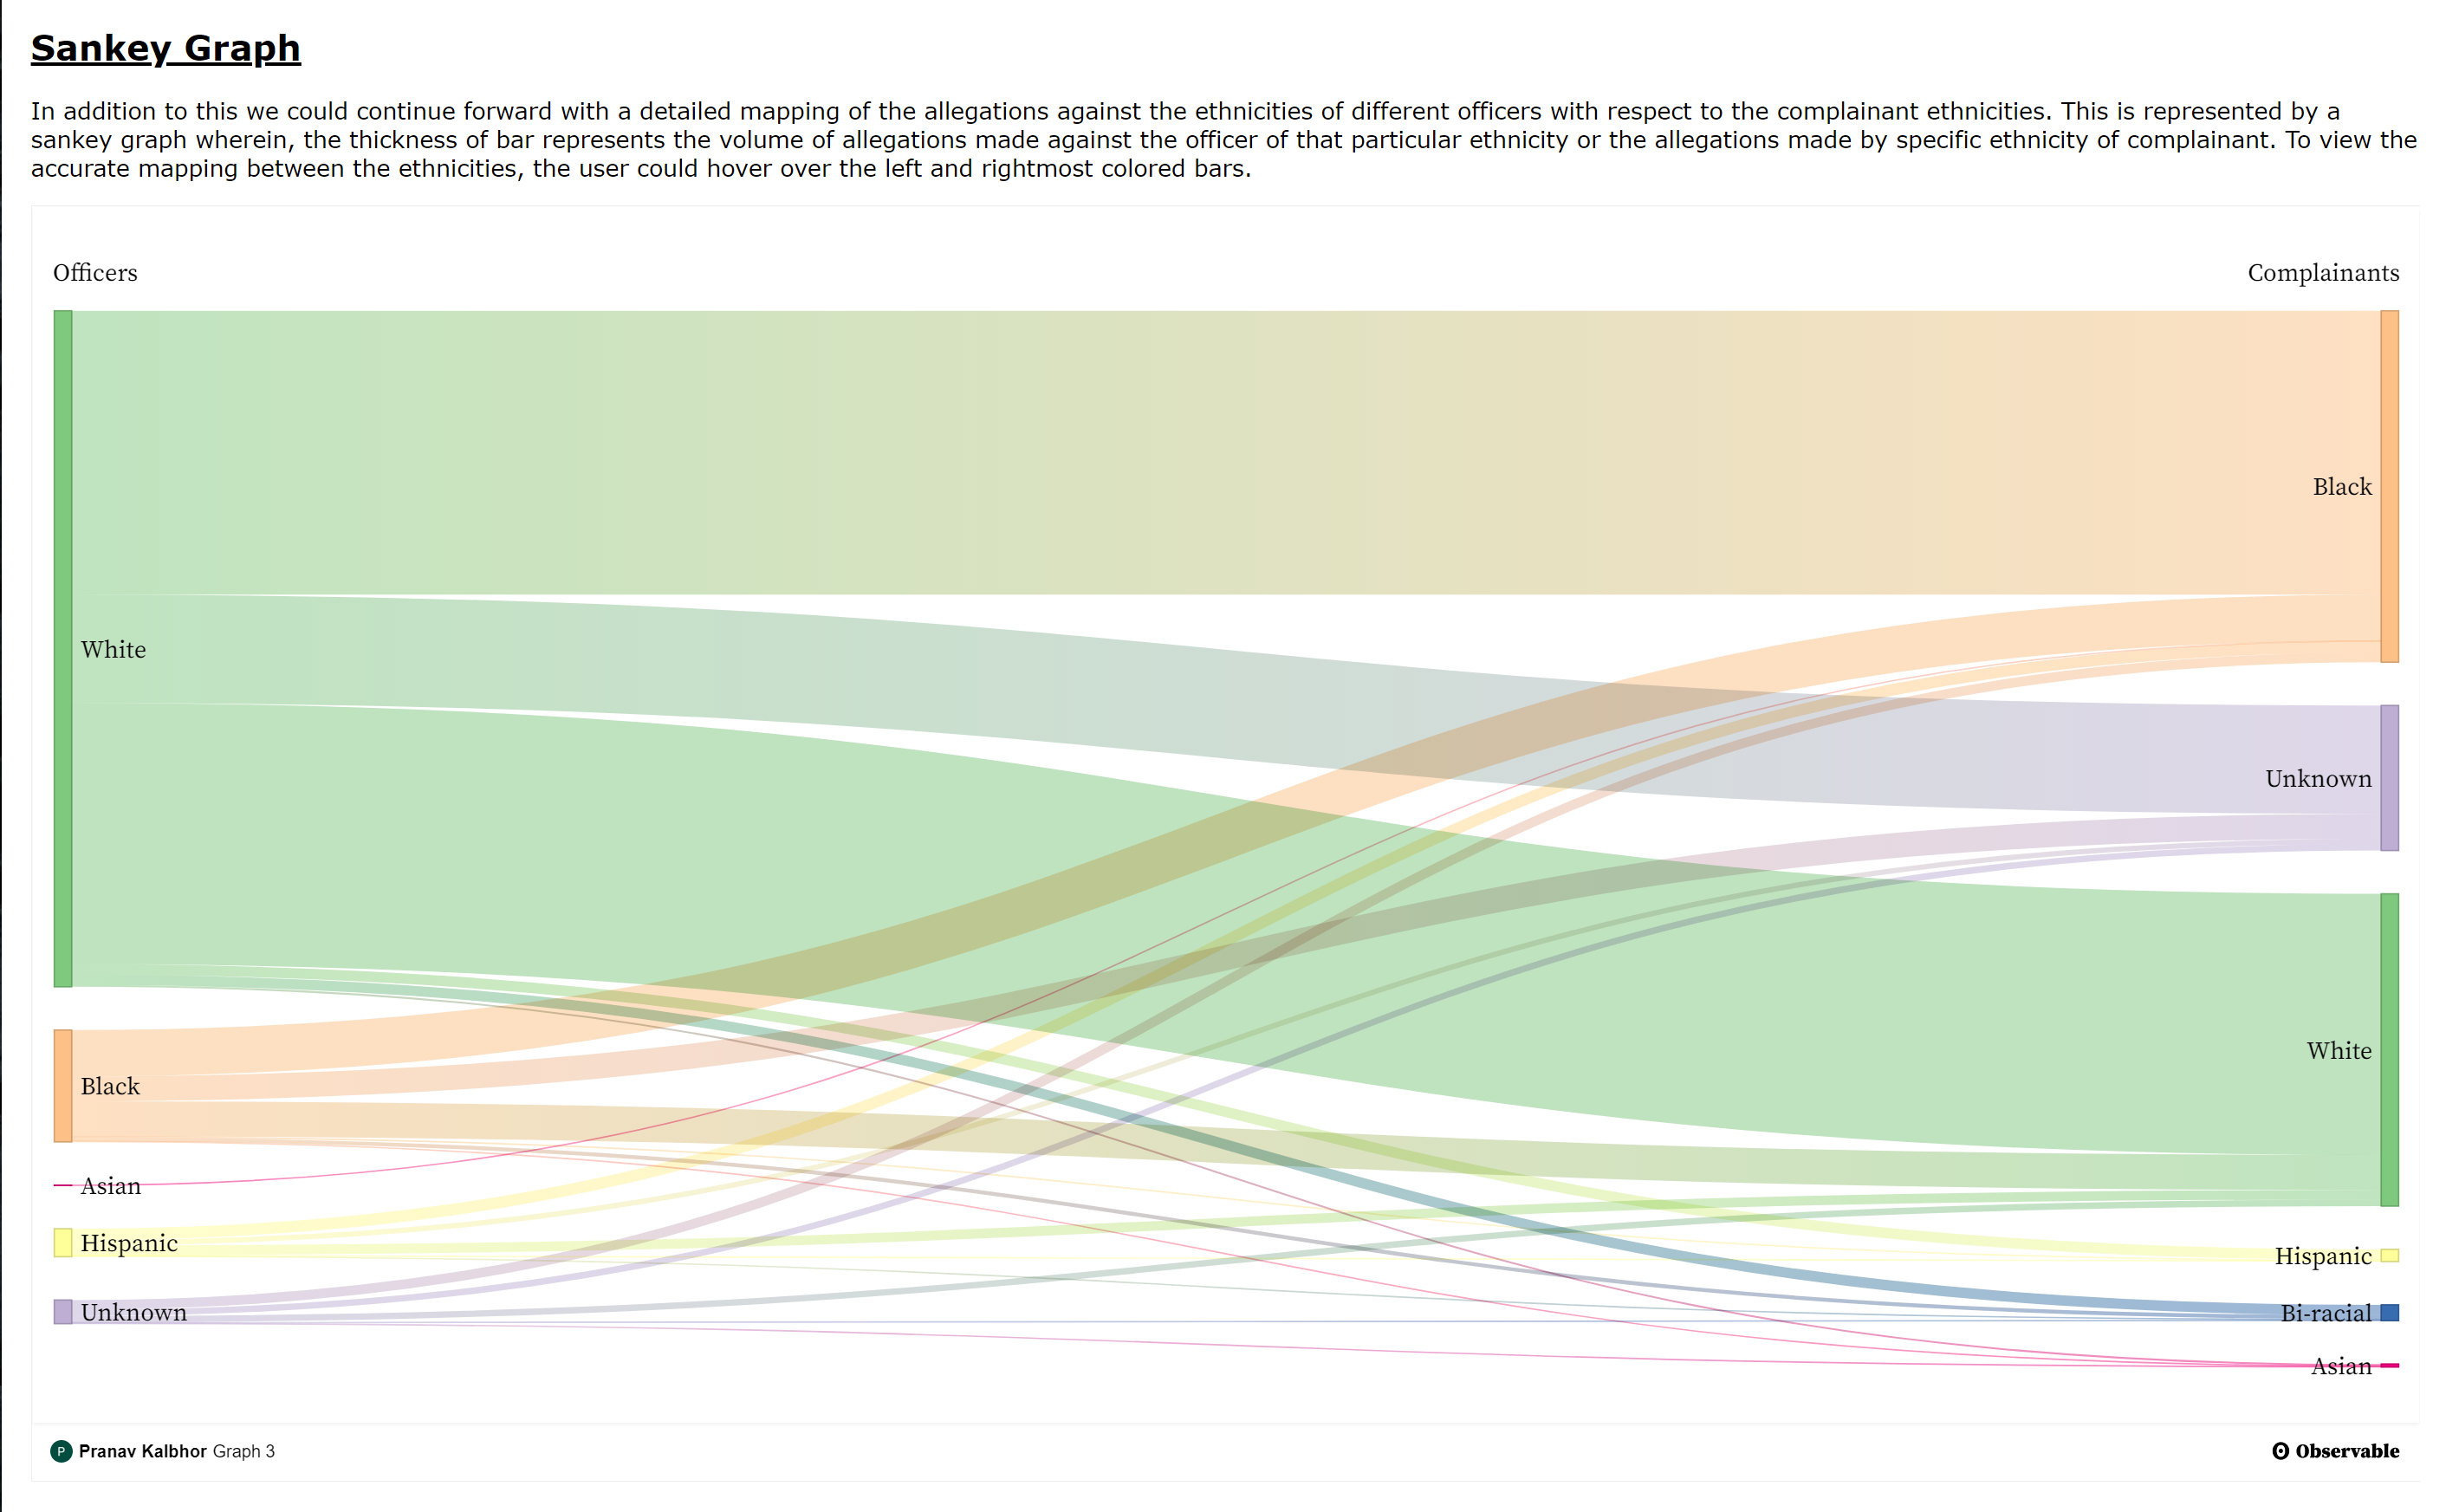 Sankey Graph
In addition to this we could continue forward with a detailed mapping of the allegations against the ethnicities of different officers with respect to the complainant ethnicities. This is represented by a
sankey graph wherein, the thickness of bar represents the volume of allegations made against the officer of that particular ethnicity or the allegations made by specific ethnicity of complainant. To view the
accurate mapping between the ethnicities, the user could hover over the left and rightmost colored bars.
Officers
Complainants
White
Black
Asian
Hispanic
Unknown
Black
Unknown
White
Hispanic
Bi-racial
Asian
P Pranav Kalbhor Graph 3
Observable